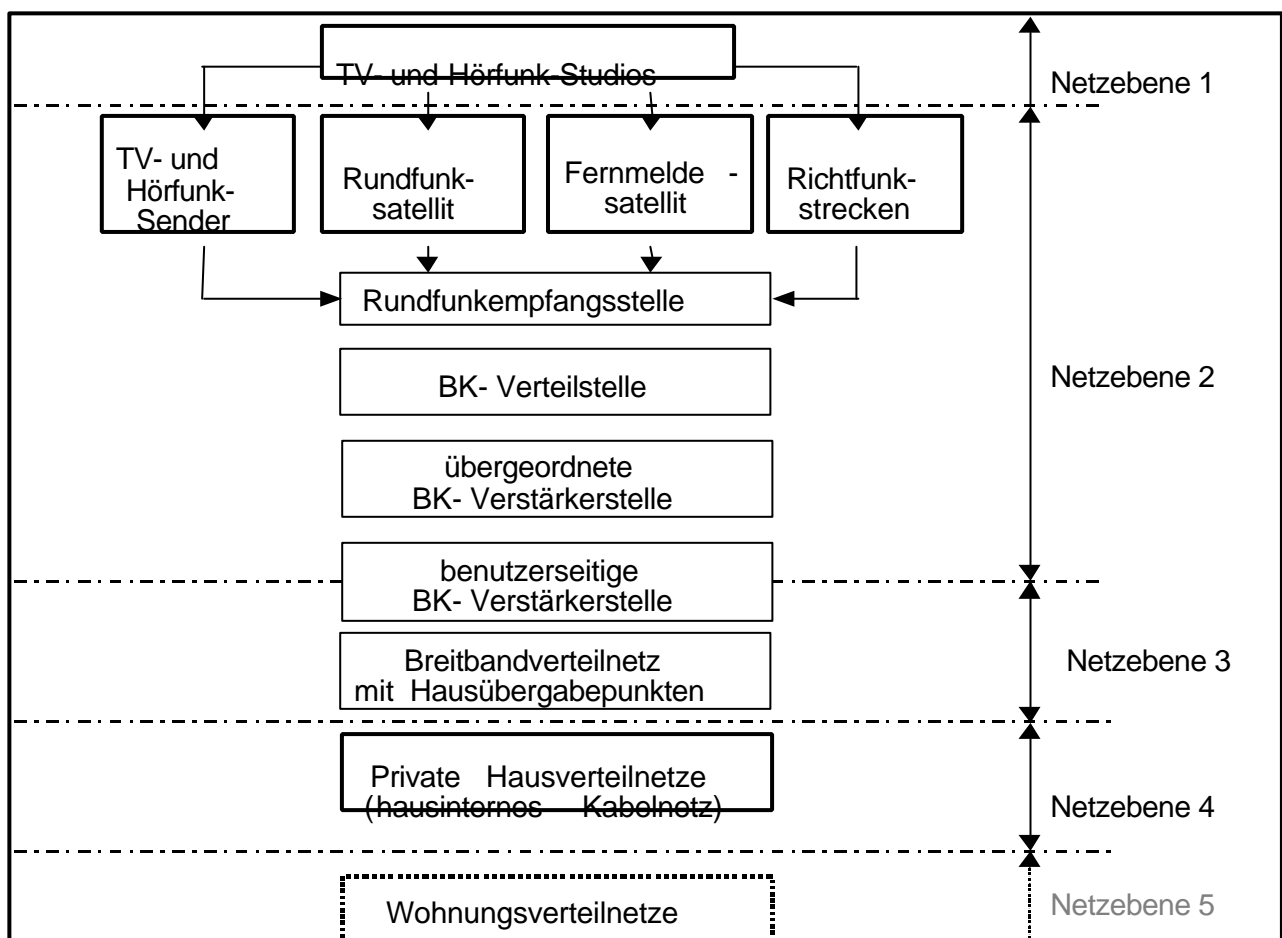 TV- und Hörfunk-Studios
Netzebene 1
TV- und
Hörfunk-
Sender
Rundfunk-
satellit
Fernmelde -
satellit
Richtfunk-
strecken
Rundfunkempfangsstelle
BK- Verteilstelle
Netzebene 2
übergeordnete
BK- Verstärkerstelle
benutzerseitige
BK- Verstärkerstelle
Breitbandverteilnetz
mit Hausübergabepunkten
Netzebene 3
Private Hausverteilnetze
(hausinternes Kabelnetz)
Netzebene 4
Wohnungsverteilnetze
Netzebene 5